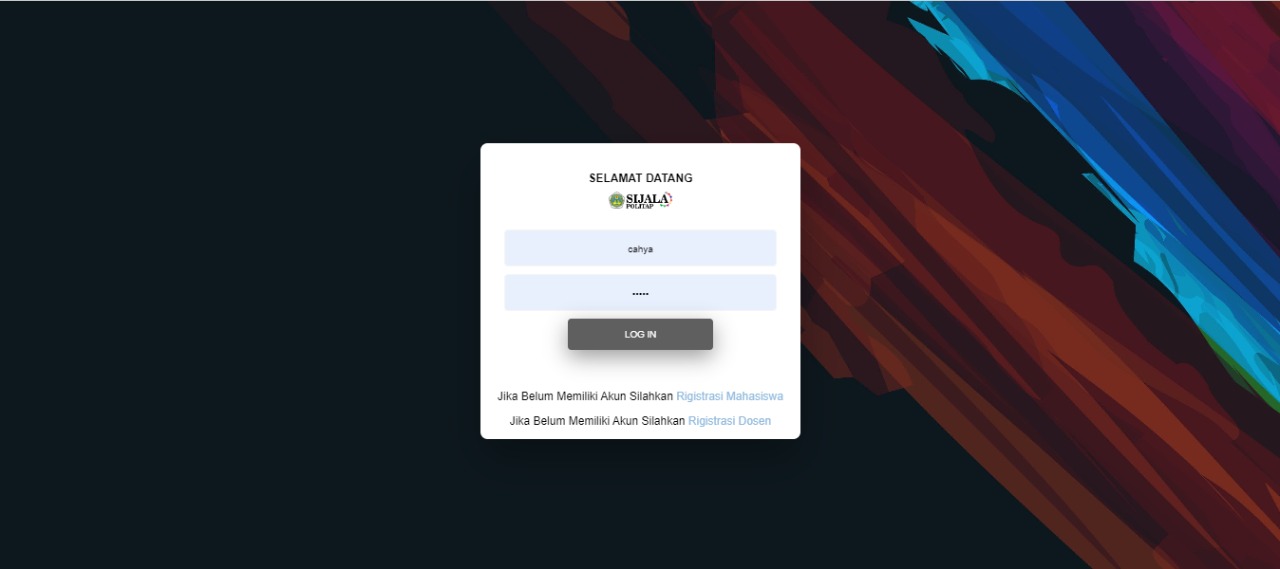 SELAMAT DATANG
SIJALA
POLITAP
cahya
•••••
LOG IN
Jika Belum Memiliki Akun Silahkan Rigistrasi Mahasiswa
Jika Belum Memiliki Akun Silahkan Rigistrasi Dosen